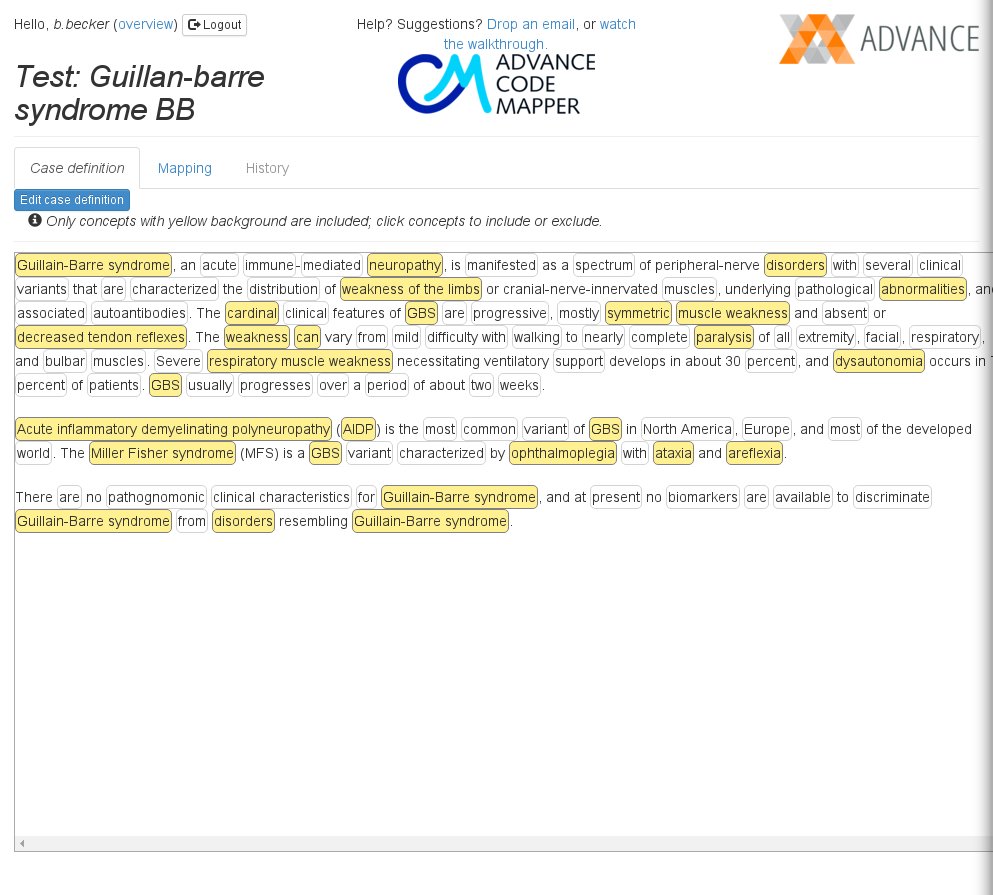 Hello, b.becker (overview) Logout
Help? Suggestions? Drop an email, or watch
the walkthrough.
ADVANCE
CM ADVANCE
CODE
MAPPER
Test: Guillan-barre
syndrome BB
Case definition Mapping History
Edit case definition
Only concepts with yellow background are included; click concepts to include or exclude.
Guillain-Barre syndrome, an acute immune-mediated neuropathy, is manifested as a spectrum of peripheral-nerve disorders with several clinical
variants that are characterized the distribution of weakness of the limbs or cranial-nerve-innervated muscles, underlying pathological abnormalities,
associated autoantibodies. The cardinal clinical features of GBS are progressive, mostly symmetric muscle weakness and absent or
decreased tendon reflexes. The weakness can vary from mild difficulty with walking to nearly complete paralysis of all extremity, facial, respiratory,
and bulbar muscles. Severe respiratory muscle weakness necessitating ventilatory support develops in about 30 percent, and dysautonomia occurs in
percent of patients. GBS usually progresses over a period of about two weeks.
Acute inflammatory demyelinating polyneuropathy (AIDP) is the most common variant of GBS in North America, Europe, and most of the developed
world. The Miller Fisher syndrome (MFS) is a GBS variant characterized by ophthalmoplegia with ataxia and areflexia.
There are no pathognomonic clinical characteristics for Guillain-Barre syndrome, and at present no biomarkers are available to discriminate
Guillain-Barre syndrome from disorders resembling Guillain-Barre syndrome.